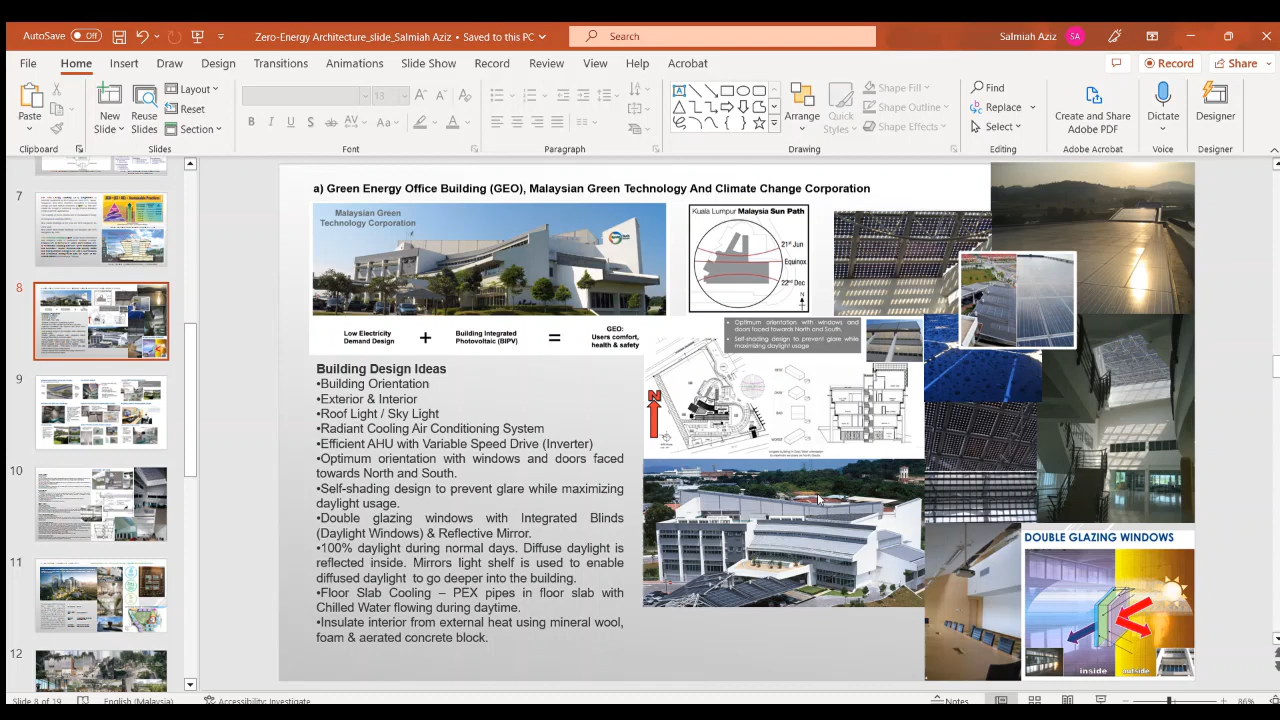 AutoSave Off
Zero-Energy Architecture_slide_Salmiah Aziz • Saved to this PC
Search
Salmiah Aziz SA
File Home Insert Draw Design Transitions Animations Slide Show Record Review View Help Acrobat
Record Share
Paste
New Slide
Reuse Slides
Layout
Reset
Section
13
Arrange
Quick Styles
Shape Fill
Shape Outline
Shape Effects
Find
Replace
Select
Create and Share Adobe PDF
Dictate
Designer
Clipboard Slides Font Paragraph Drawing Editing Adobe Acrobat Voice Designer
7
8
9
10
11
12
a) Green Energy Office Building (GEO), Malaysian Green Technology And Climate Change Corporation
Malaysian Green
Technology Corporation
Kuala Lumpur Malaysia Sun Path
21st Jun
Equinox
22nd Dec
N
Low Electricity
Demand Design
+
Building Integrated
Photovoltaic (BIPV)
=
GEO:
Users comfort,
health & safety
• Optimum orientation with windows and
doors faced towards North and South.
• Self-shading design to prevent glare while
maximizing daylight usage
N
Building Design Ideas
•Building Orientation
•Exterior & Interior
•Roof Light / Sky Light
•Radiant Cooling Air Conditioning System
•Efficient AHU with Variable Speed Drive (Inverter)
•Optimum orientation with windows and doors faced
towards North and South.
•Self-shading design to prevent glare while maximizing
daylight usage.
•Double glazing windows with Integrated Blinds
(Daylight Windows) & Reflective Mirror.
•100% daylight during normal days. Diffuse daylight is
reflected inside. Mirrors light shelf is used to enable
diffused daylight to go deeper into the building.
•Floor Slab Cooling – PEX pipes in floor slab with
Chilled Water flowing during daytime.
•Insulate interior from external heat using mineral wool,
foam & aerated concrete block.
DOUBLE GLAZING WINDOWS
inside outside
Slide 8 of 19 English (Malaysia) Accessibility: Investigate Notes 86%